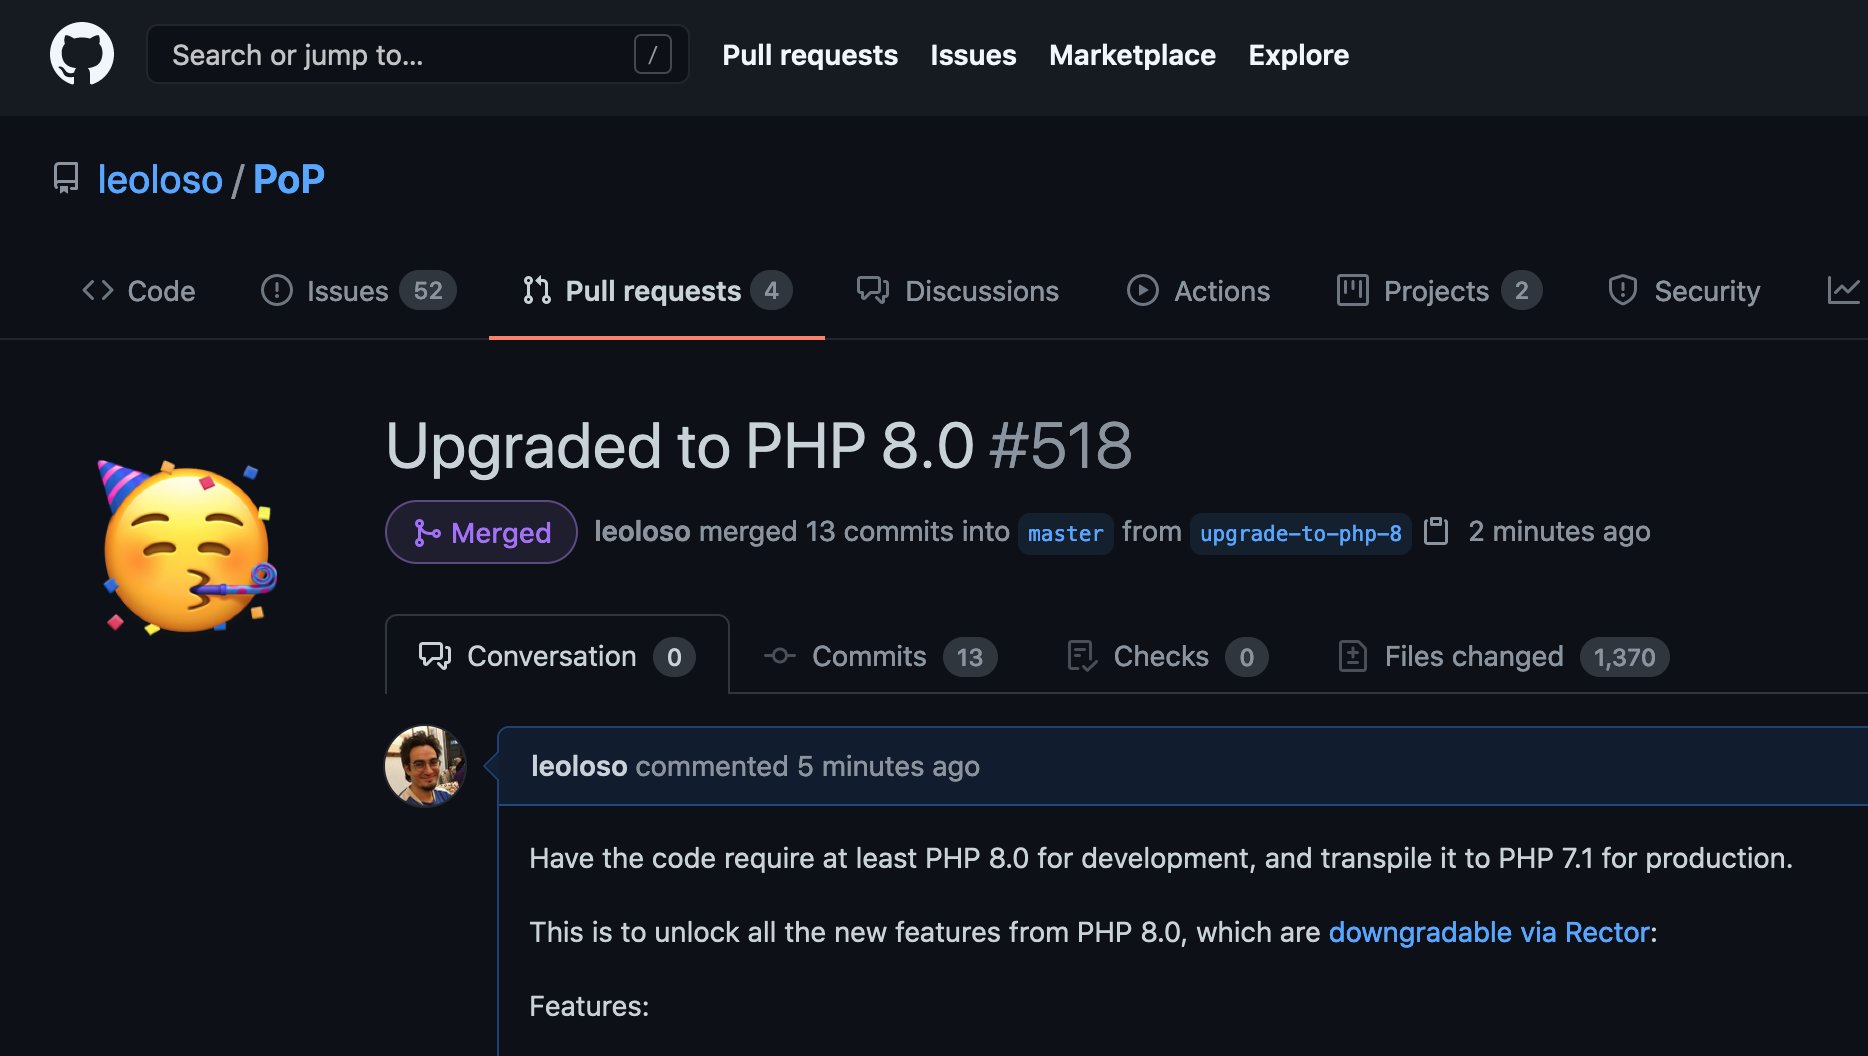 Search or jump to... /
Pull requests Issues Marketplace Explore
leoloso / PoP
Code Issues 52 Pull requests 4 Discussions Actions Projects 2 Security
Upgraded to PHP 8.0 #518
Merged leoloso merged 13 commits into master from upgrade-to-php-8 2 minutes ago
Conversation 0 Commits 13 Checks 0 Files changed 1,370
leoloso commented 5 minutes ago
Have the code require at least PHP 8.0 for development, and transpile it to PHP 7.1 for production.
This is to unlock all the new features from PHP 8.0, which are downgradable via Rector:
Features: